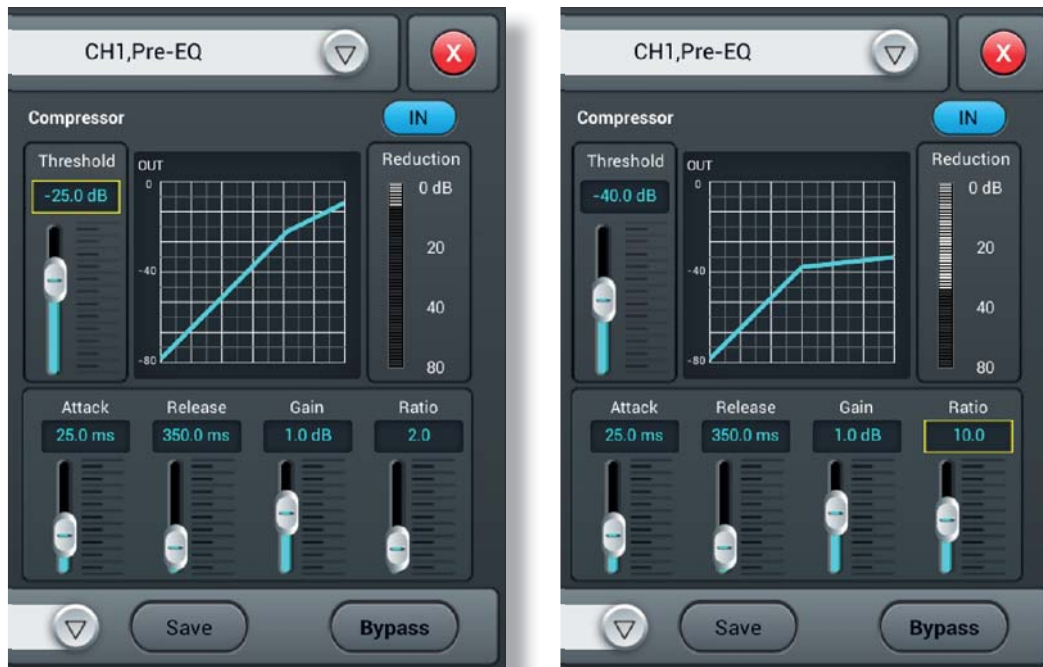 CH1,Pre-EQ
X
Compressor
IN
Threshold
-25.0 dB
OUT
0
-40
-80
Reduction
0 dB
20
40
80
Attack
Release
Gain
Ratio
25.0 ms
350.0 ms
1.0 dB
2.0
Save
Bypass
CH1,Pre-EQ
X
Compressor
IN
Threshold
-40.0 dB
OUT
0
-40
-80
Reduction
0 dB
20
40
80
Attack
Release
Gain
Ratio
25.0 ms
350.0 ms
1.0 dB
10.0
Save
Bypass